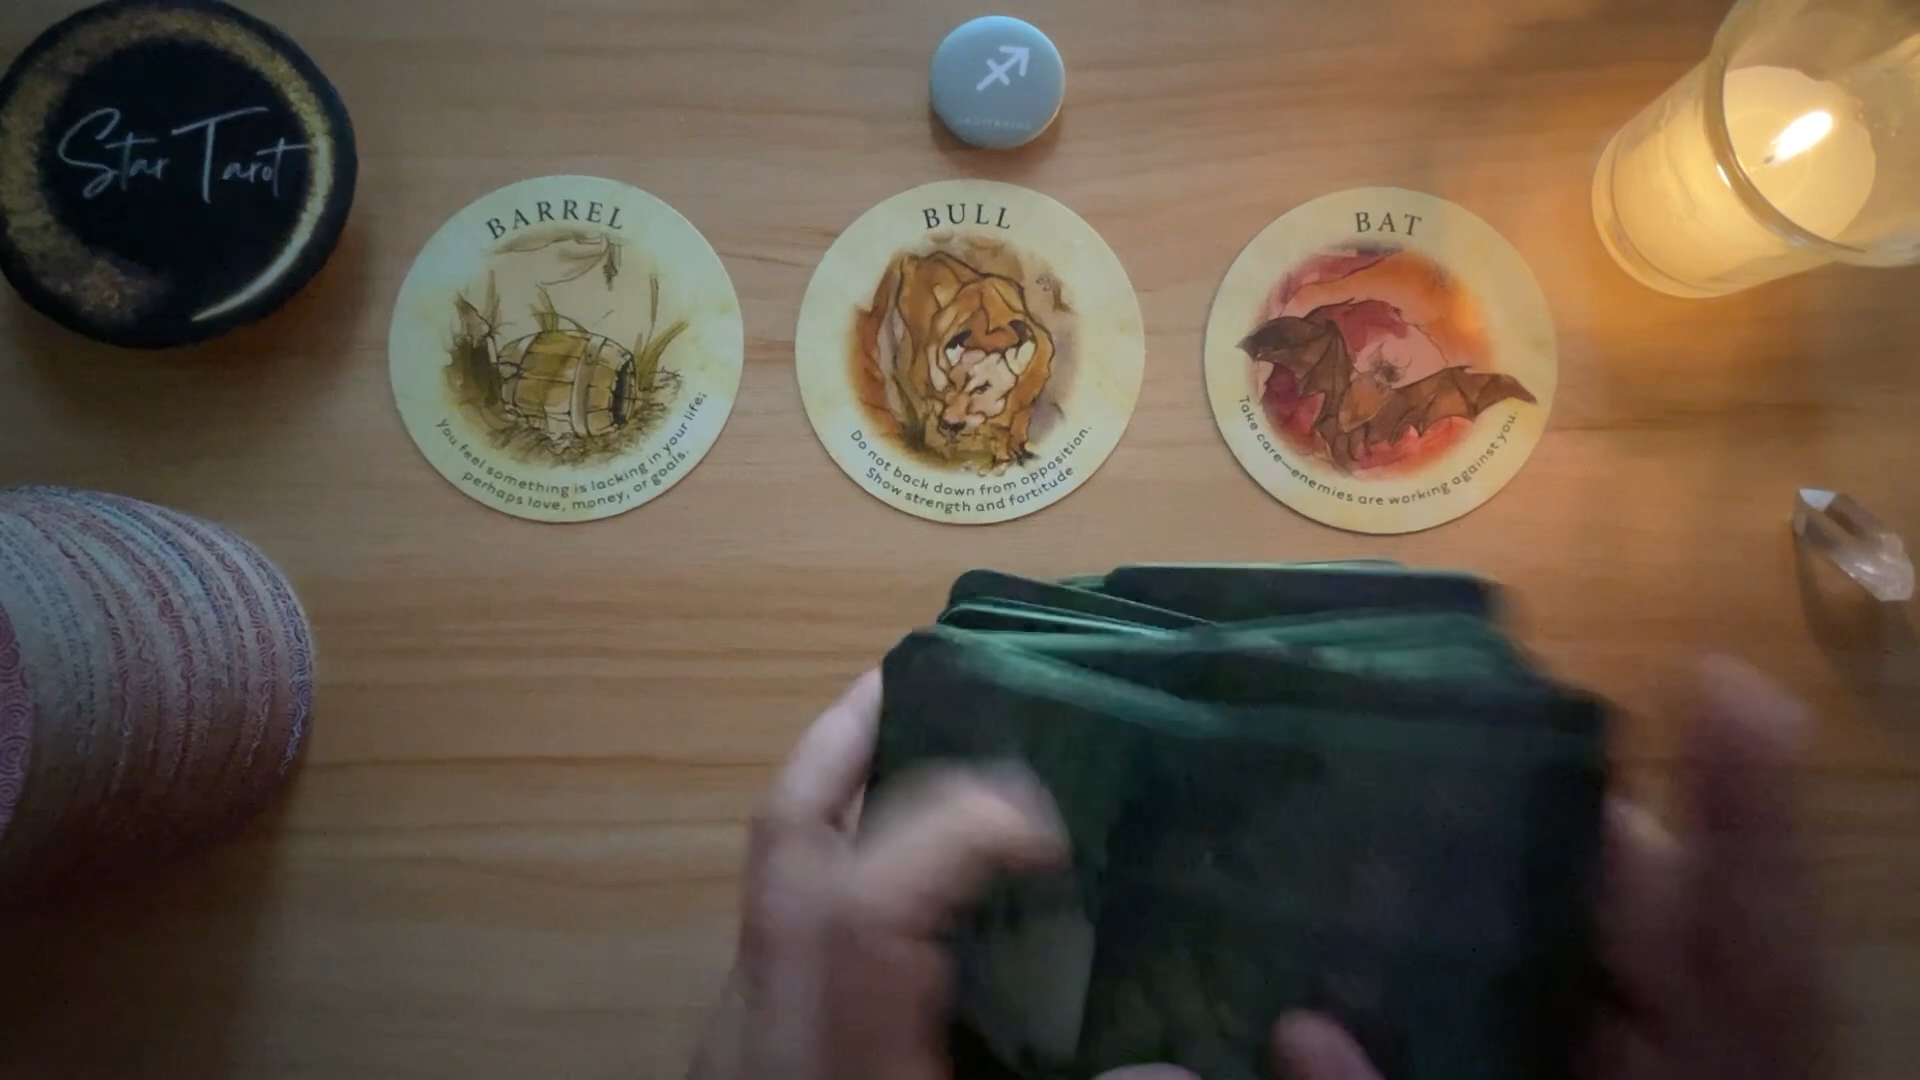 Star Tarot
SAGITTARIUS
BARREL
You feel something is lacking in your life;
perhaps love, money, or goals.
BULL
Do not back down from opposition.
Show strength and fortitude
BAT
Take care—enemies are working against you.